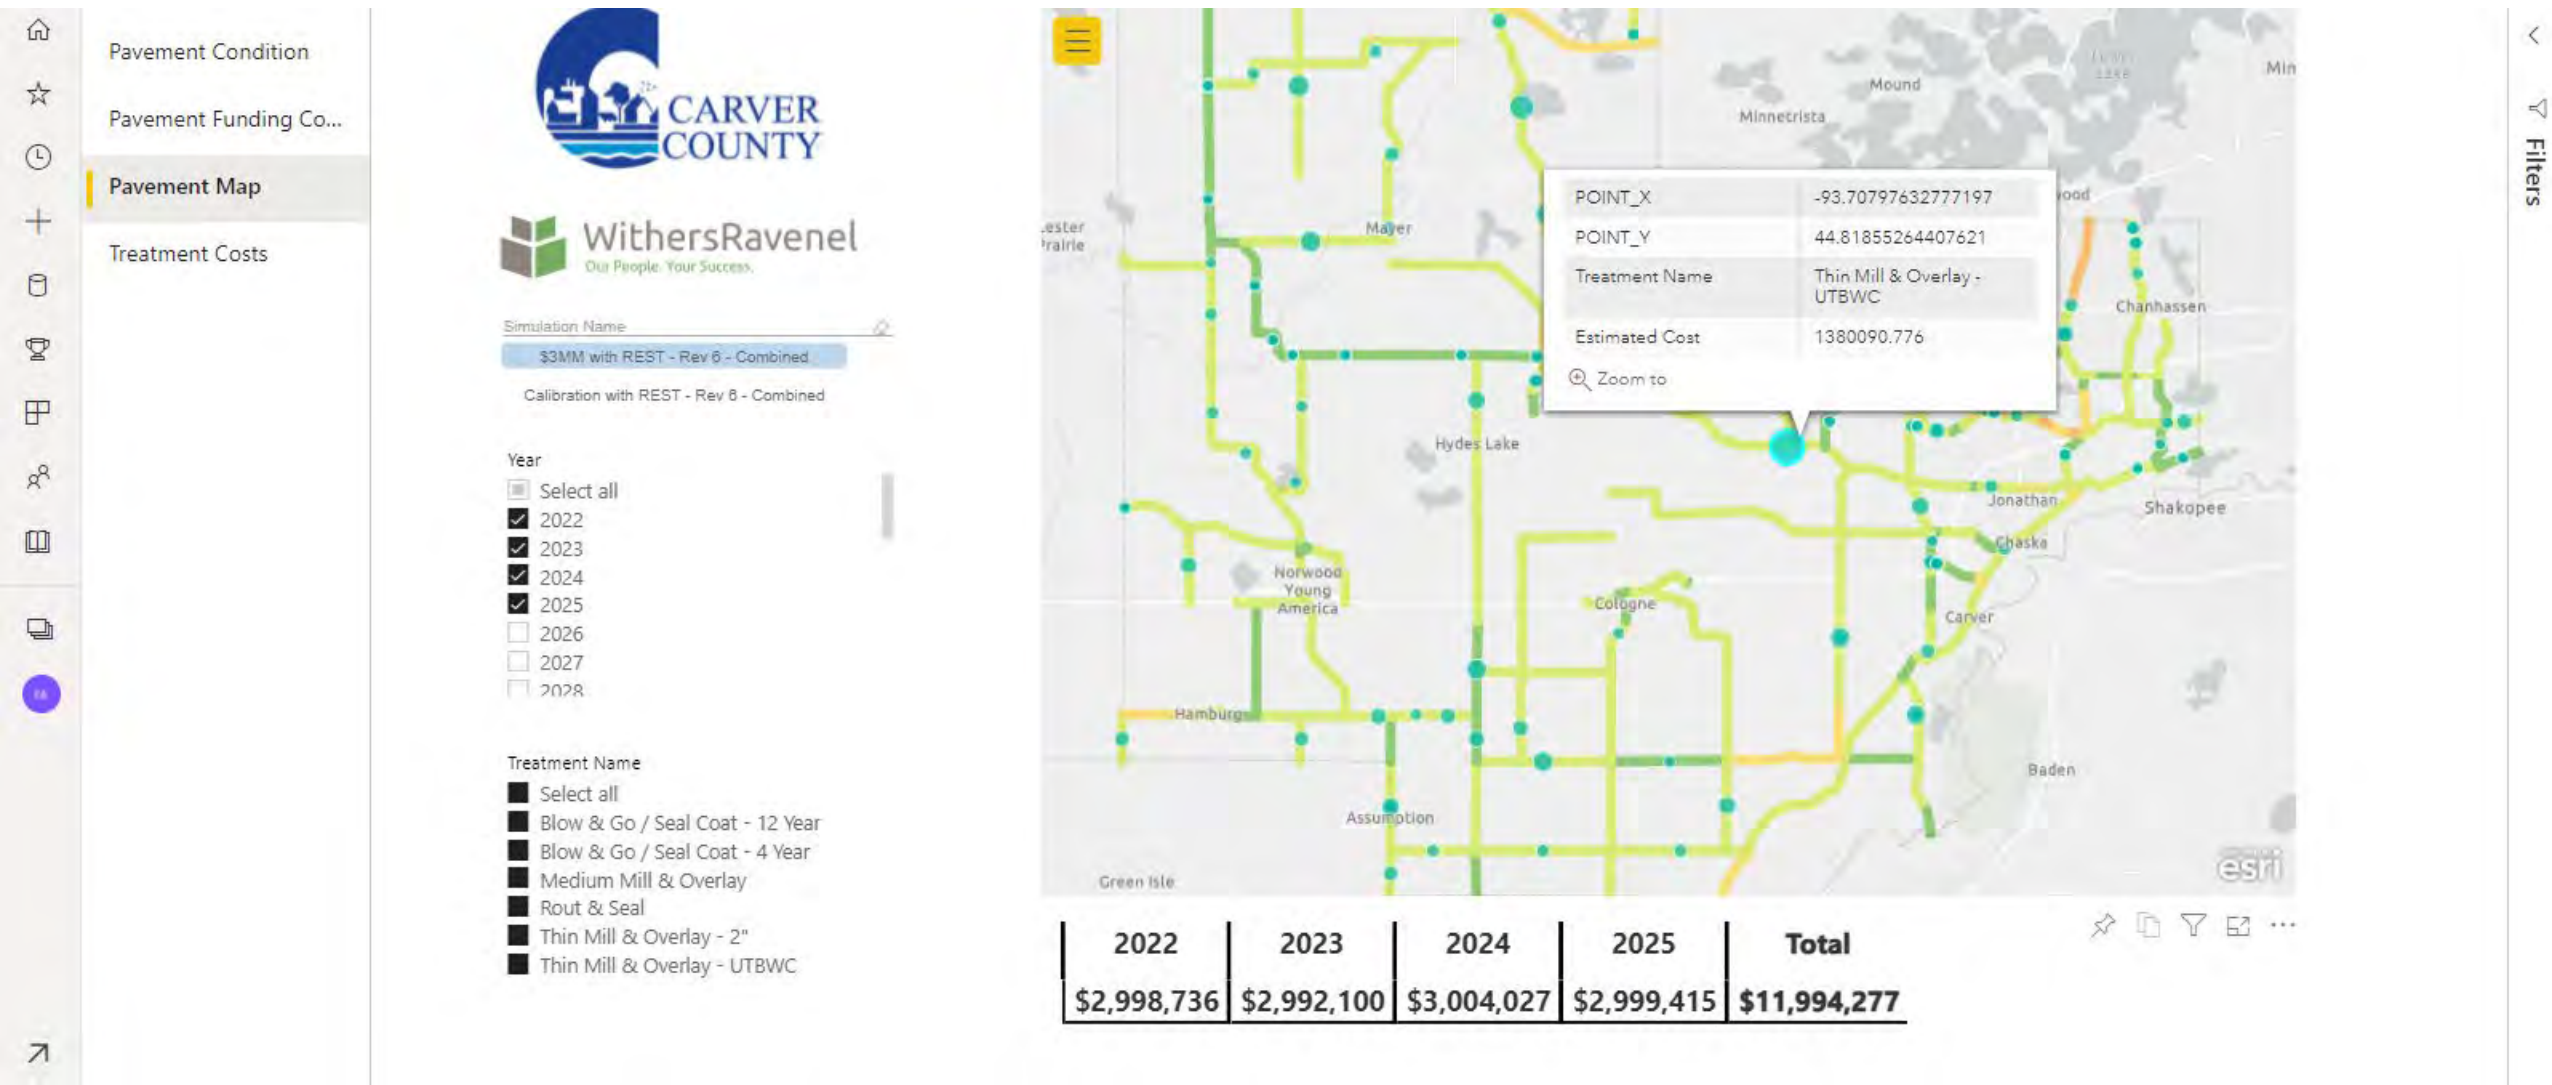 Pavement Condition
Pavement Funding Co...
Pavement Map
Treatment Costs
CARVER
COUNTY
WithersRavenel
Our People. Your Success.
Simulation Name
$3MM with REST - Rev 6 - Combined
Calibration with REST - Rev 6 - Combined
Year
Select all
2022
2023
2024
2025
2026
2027
2028
Treatment Name
Select all
Blow & Go / Seal Coat - 12 Year
Blow & Go / Seal Coat - 4 Year
Medium Mill & Overlay
Rout & Seal
Thin Mill & Overlay - 2"
Thin Mill & Overlay - UTBWC
Mound
Minnetrista
Min
Lake
ester
Prairie
Mayer
ood
POINT_X -93.70797632777197
POINT_Y 44.81855264407621
Treatment Name Thin Mill & Overlay -
UTBWC
Estimated Cost 1380090.776
Zoom to
Chanhassen
Hydes Lake
Jonathan
Shakopee
Chaska
Norwood
Young
America
Cologne
Carver
Hamburg
Baden
Assumption
Green Isle
esri
2022 2023 2024 2025 Total
$2,998,736 $2,992,100 $3,004,027 $2,999,415 $11,994,277
Filters